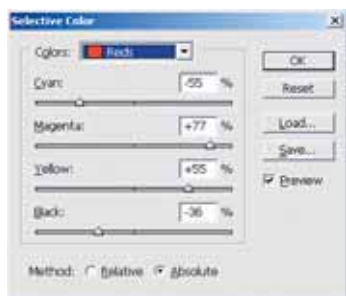 Selective Color
Colors: Reds
OK
Cyan: -55 %
Reset
Magenta: +77 %
Load...
Yellow: +55 %
Save...
Preview
Black: -36 %
Method: Relative Absolute